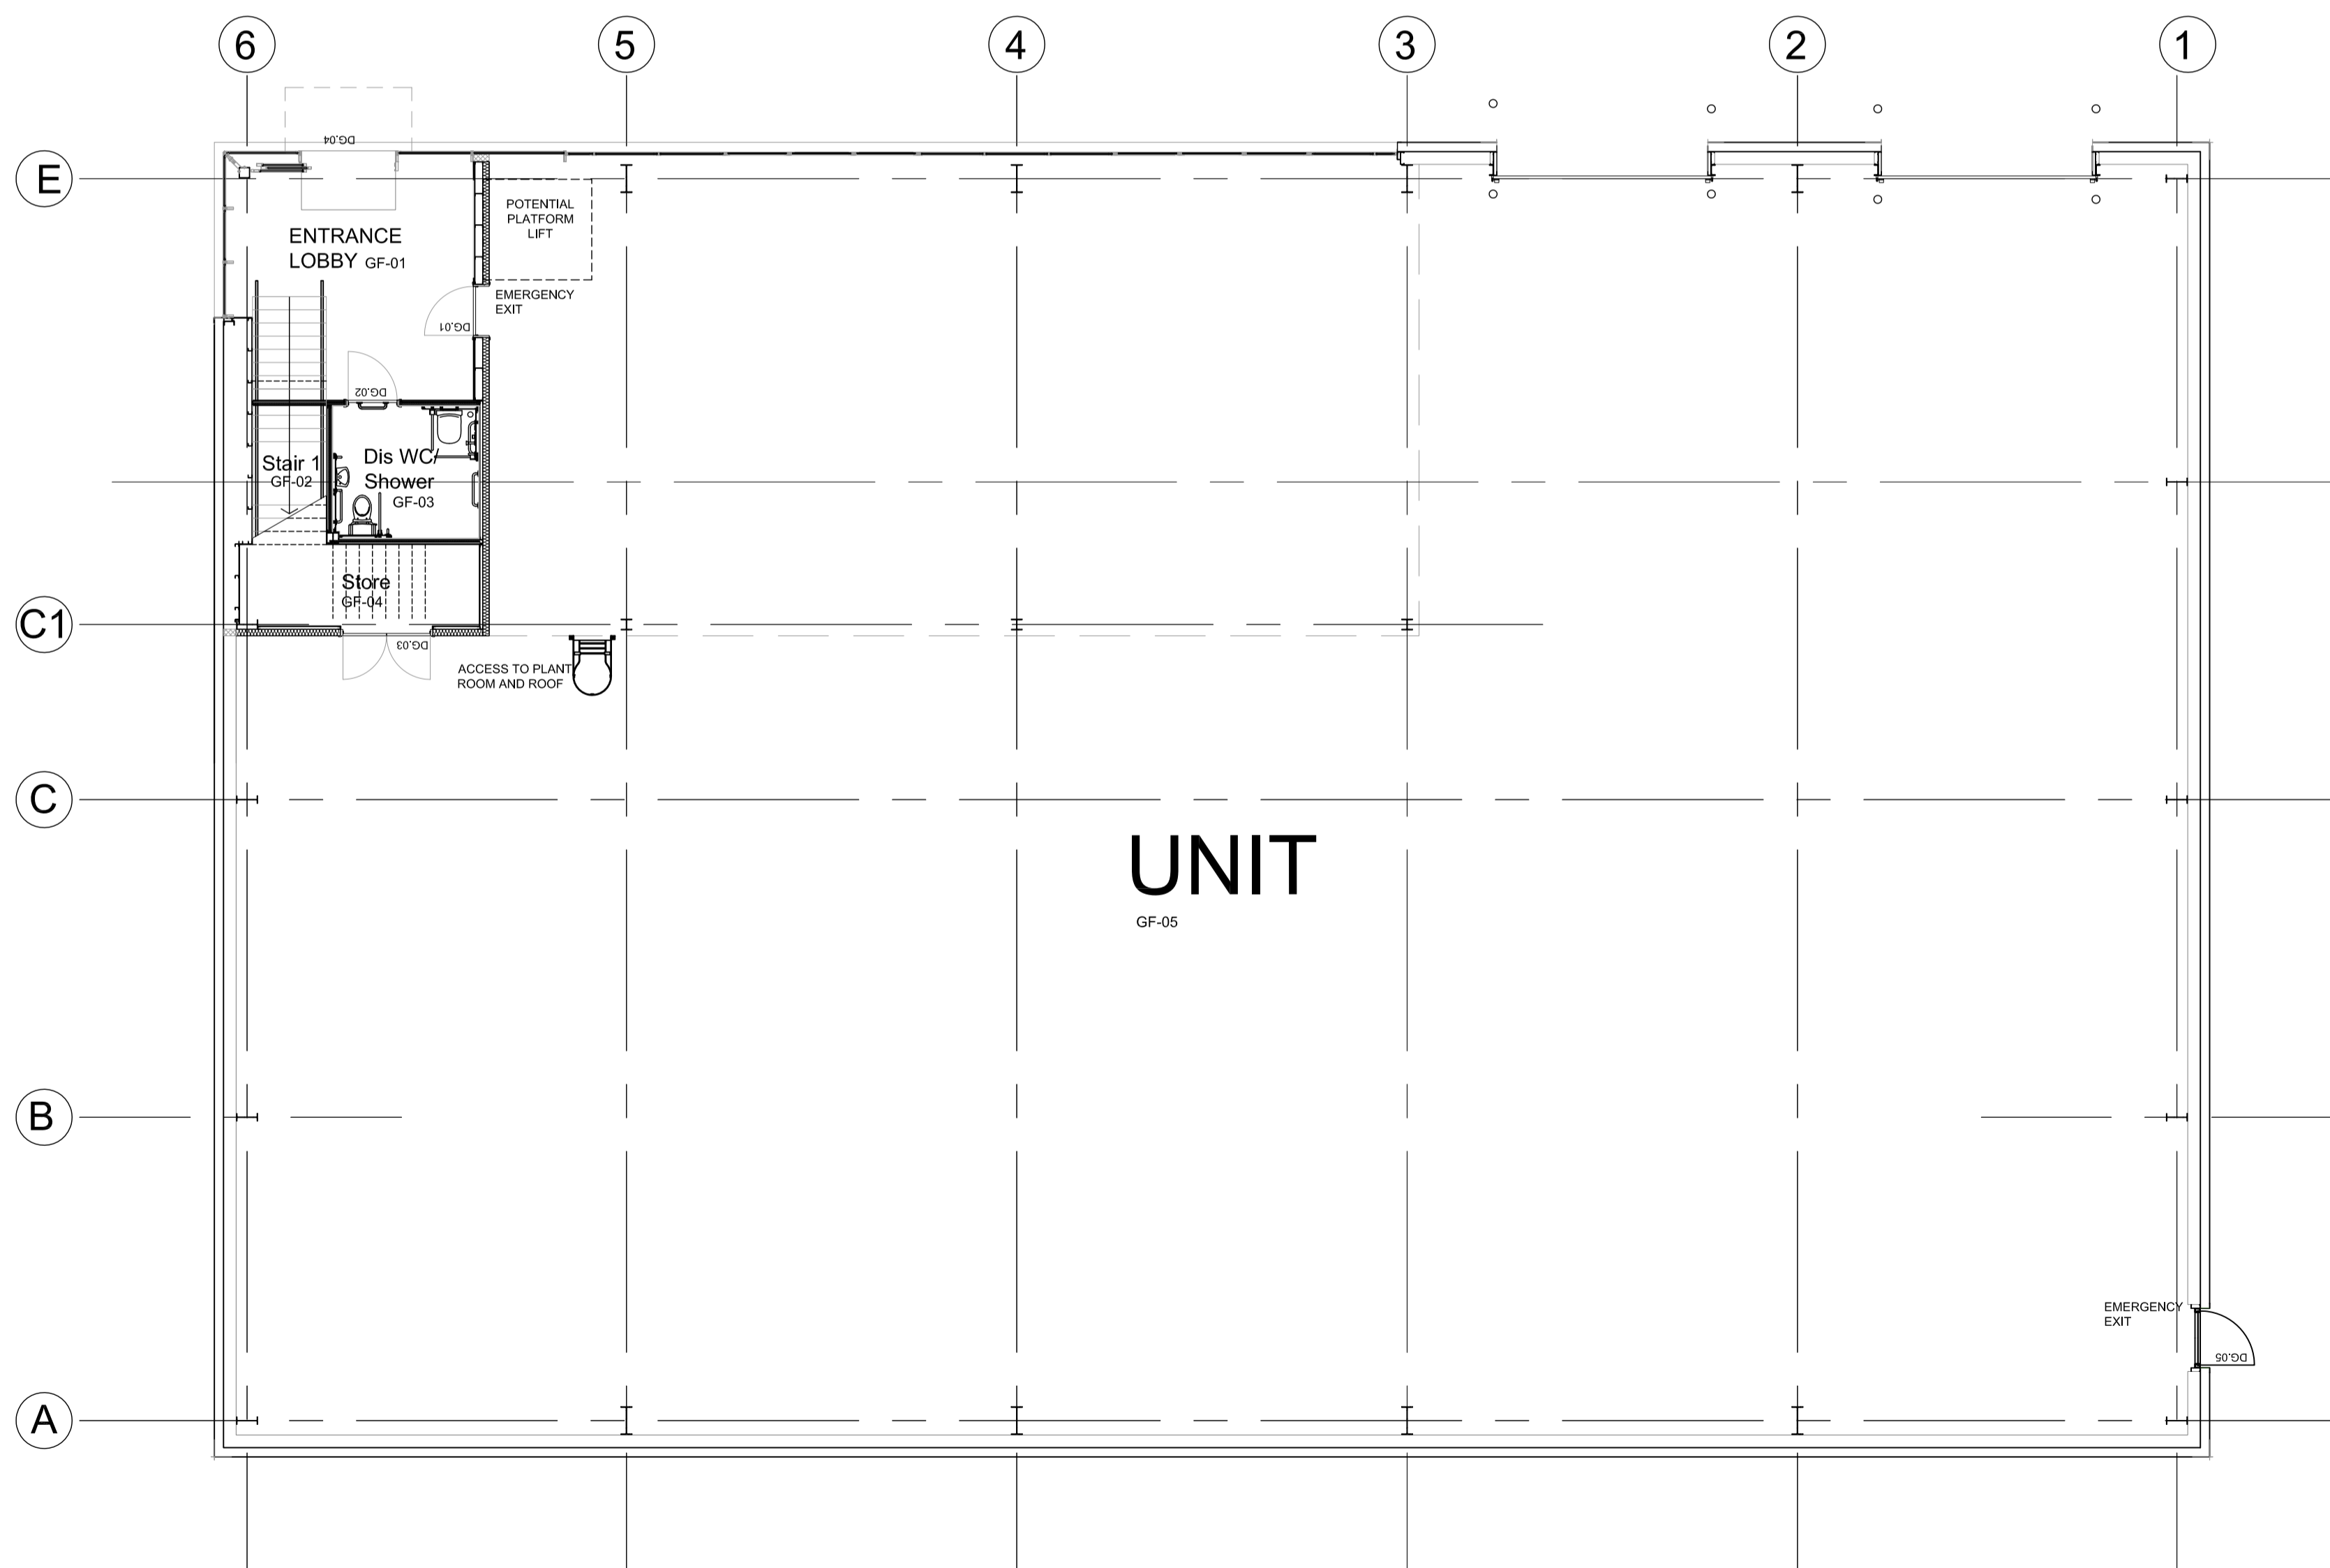 6
5
4
3
2
1
DG.04
E
POTENTIAL
PLATFORM
LIFT
ENTRANCE
LOBBY GF-01
EMERGENCY
EXIT
DG.01
DG.02
Stair 1
GF-02
Dis WC/
Shower
GF-03
Store
GF-04
C1
DG.03
ACCESS TO PLANT
ROOM AND ROOF
C
UNIT
GF-05
B
EMERGENCY
EXIT
DG.05
A